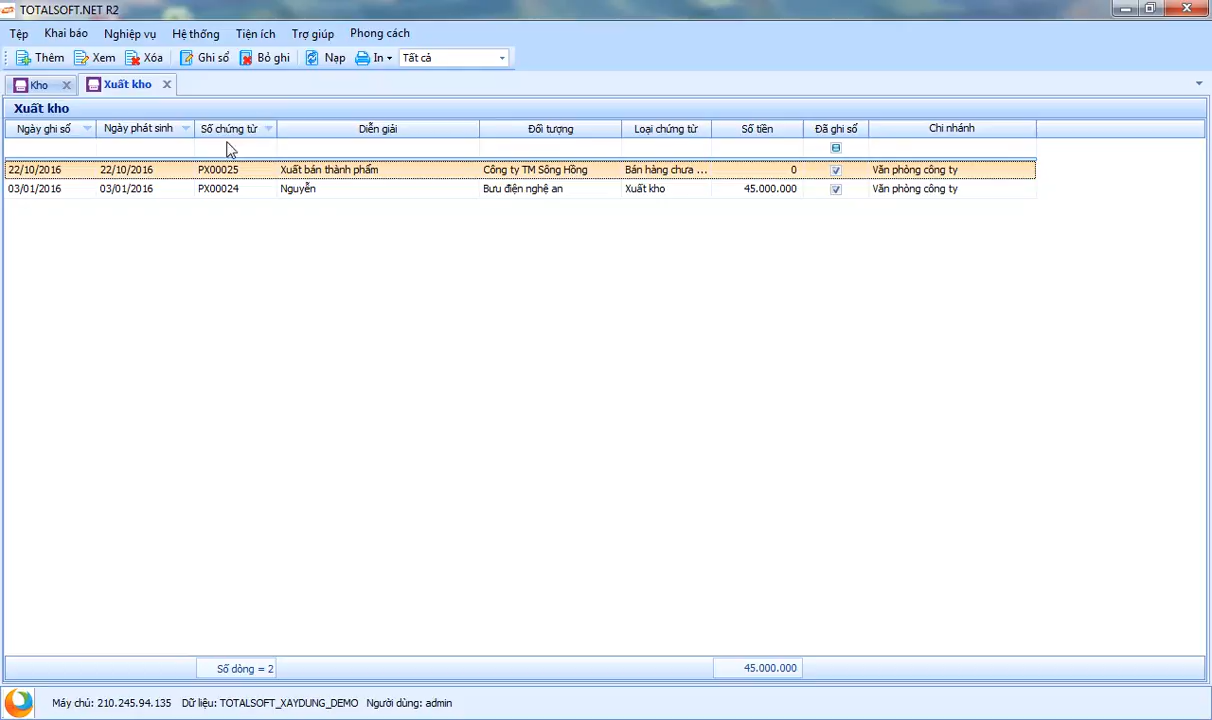 TOTALSOFT.NET R2
Tệp Khai báo Nghiệp vụ Hệ thống Tiện ích Trợ giúp Phong cách
Thêm Xem Xóa Ghi sổ Bỏ ghi Nạp In Tất cả
Kho Xuất kho
Xuất kho
Ngày ghi sổ Ngày phát sinh Số chứng từ Diễn giải Đối tượng Loại chứng từ Số tiền Đã ghi sổ Chi nhánh
22/10/2016 22/10/2016 PX00025 Xuất bán thành phẩm Công ty TM Sông Hồng Bán hàng chưa ... 0 Văn phòng công ty
03/01/2016 03/01/2016 PX00024 Nguyễn Bưu điện nghệ an Xuất kho 45.000.000 Văn phòng công ty
Số dòng = 2 45.000.000
Máy chủ: 210.245.94.135 Dữ liệu: TOTALSOFT_XAYDUNG_DEMO Người dùng: admin